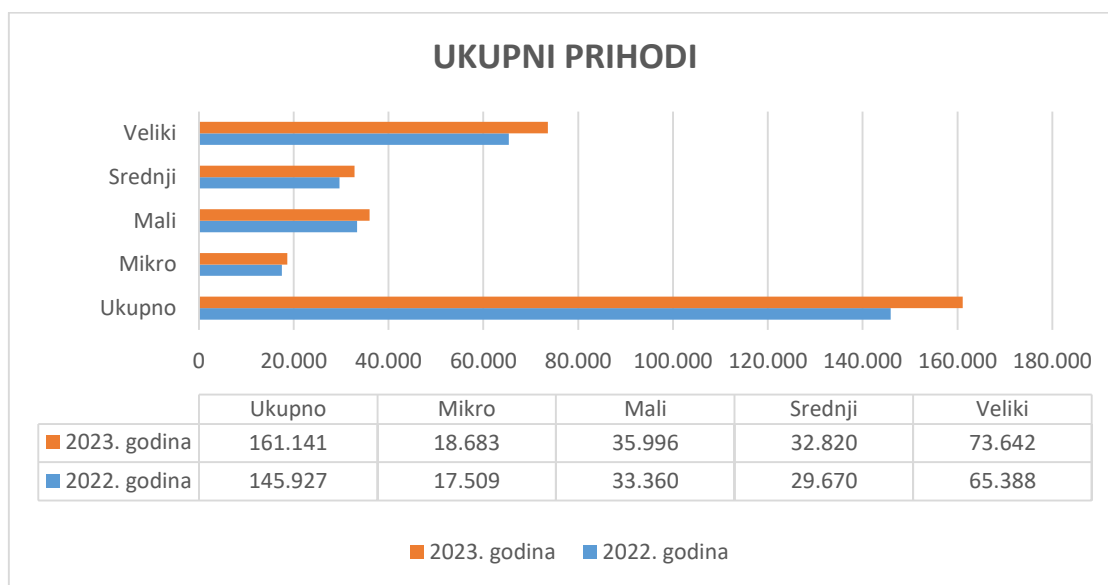 UKUPNI PRIHODI
Veliki
Srednji
Mali
Mikro
Ukupno
0 20.000 40.000 60.000 80.000 100.000 120.000 140.000 160.000 180.000
Ukupno Mikro Mali Srednji Veliki
2023. godina 161.141 18.683 35.996 32.820 73.642
2022. godina 145.927 17.509 33.360 29.670 65.388
2023. godina 2022. godina